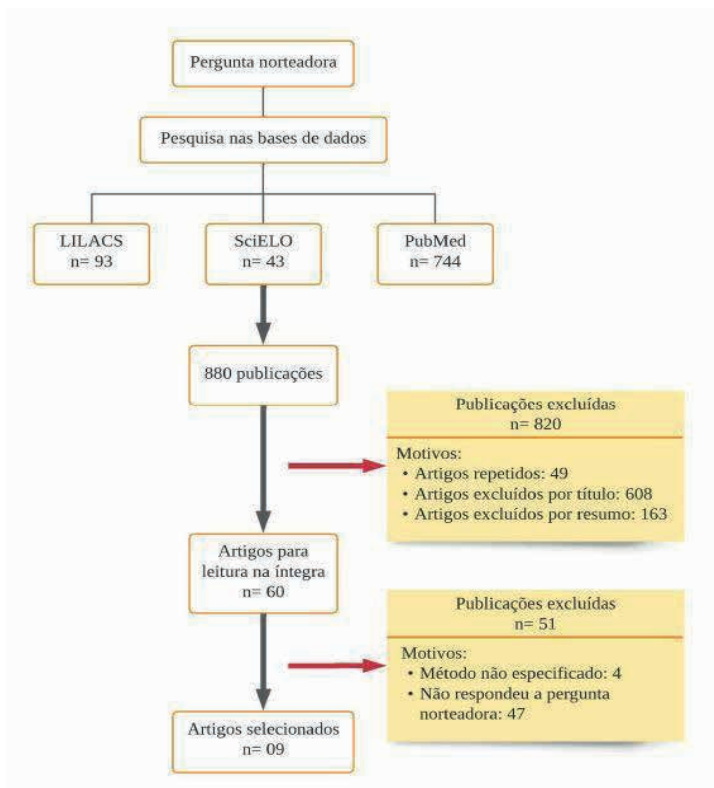 Pergunta norteadora
Pesquisa nas bases de dados
LILACS
n= 93
SciELO
n= 43
PubMed
n= 744
880 publicações
Publicações excluídas
n= 820
Motivos:
• Artigos repetidos: 49
• Artigos excluídos por título: 608
• Artigos excluídos por resumo: 163
Artigos para
leitura na íntegra
n= 60
Publicações excluídas
n= 51
Motivos:
• Método não especificado: 4
• Não respondeu a pergunta
norteadora: 47
Artigos selecionados
n= 09